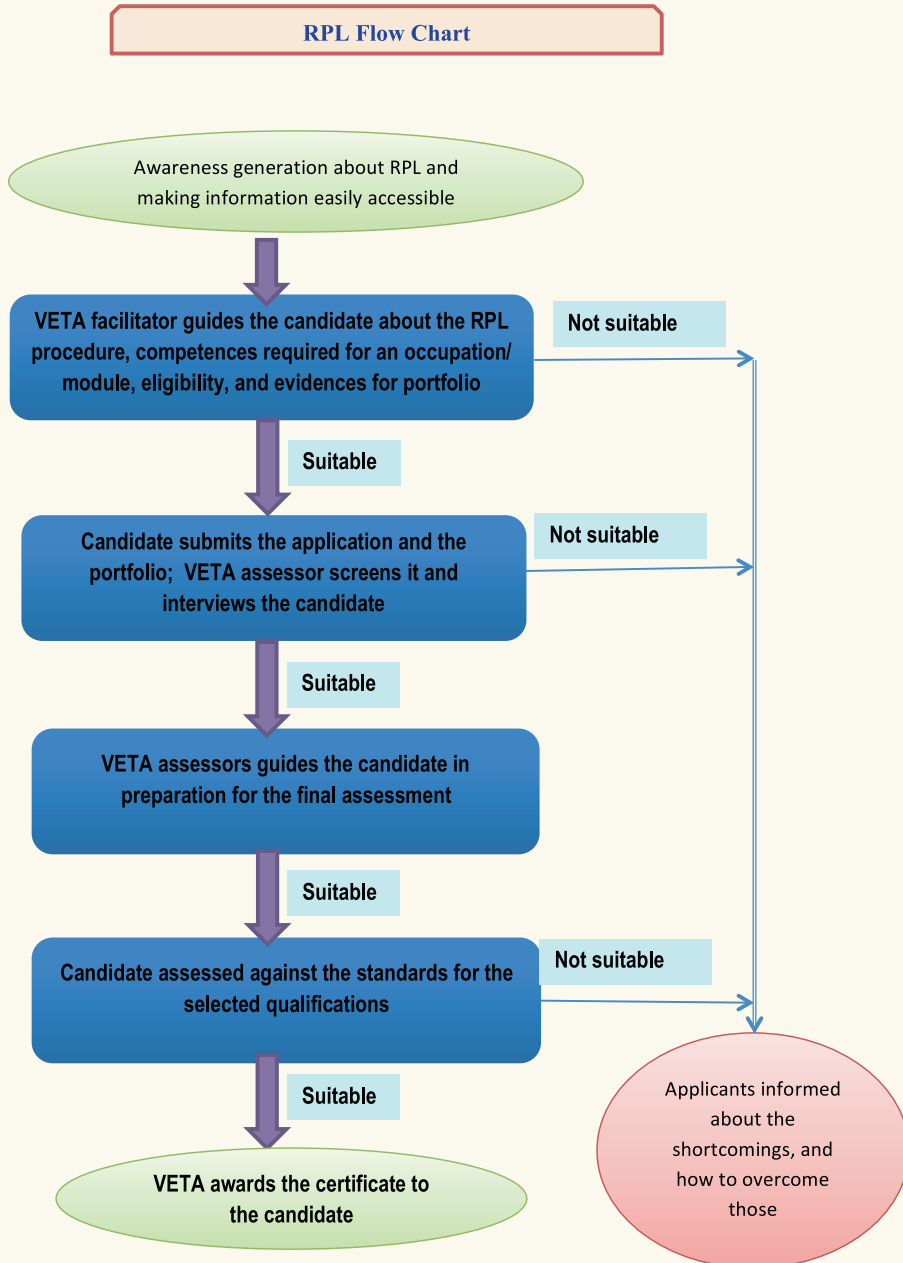 RPL Flow Chart
Awareness generation about RPL and
making information easily accessible
VETA facilitator guides the candidate about the RPL
procedure, competences required for an occupation/
module, eligibility, and evidences for portfolio
Not suitable
Suitable
Candidate submits the application and the
portfolio; VETA assessor screens it and
interviews the candidate
Not suitable
Suitable
VETA assessors guides the candidate in
preparation for the final assessment
Suitable
Candidate assessed against the standards for the
selected qualifications
Not suitable
Suitable
VETA awards the certificate to
the candidate
Applicants informed
about the
shortcomings, and
how to overcome
those